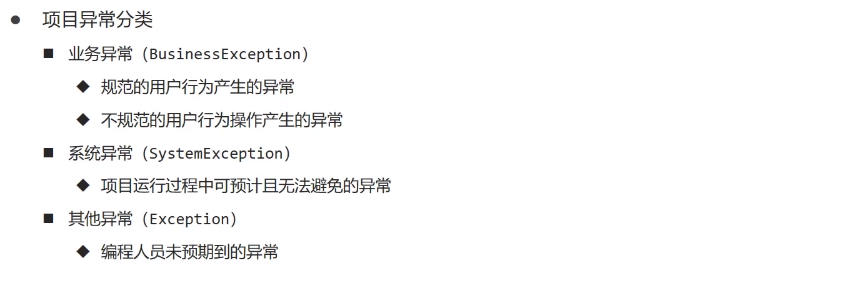 项目异常分类
业务异常（BusinessException）
规范的用户行为产生的异常
不规范的用户行为操作产生的异常
系统异常（SystemException）
项目运行过程中可预计且无法避免的异常
其他异常（Exception）
编程人员未预期到的异常